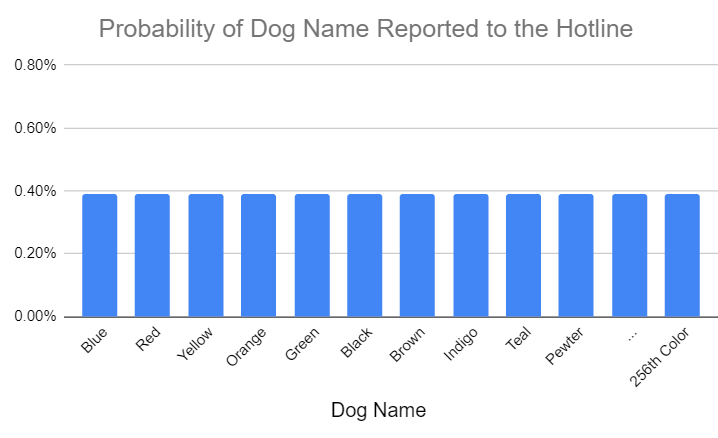 Probability of Dog Name Reported to the Hotline
0.80%
0.60%
0.40%
0.20%
0.00%
Blue
Red
Yellow
Orange
Green
Black
Brown
Indigo
Teal
Pewter
...
256th Color
Dog Name